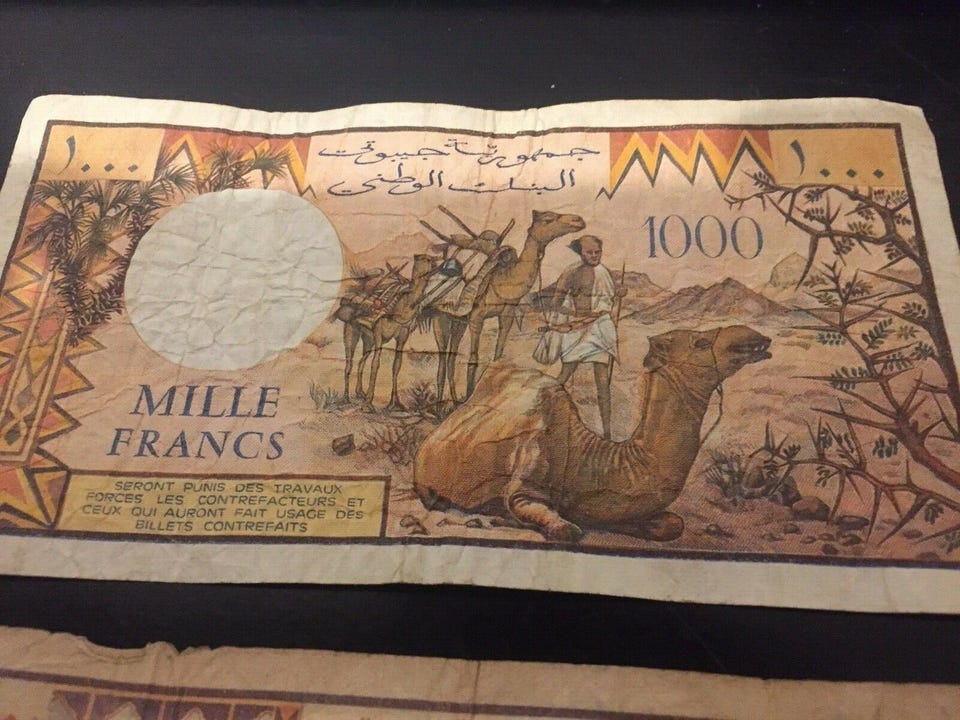 ١٠٠٠
جمهورية جيبوتي
البنك الوطني
١٠٠٠
1000
MILLE
FRANCS
SERONT PUNIS DES TRAVAUX
FORCES LES CONTREFACTEURS ET
CEUX QUI AURONT FAIT USAGE DES
BILLETS CONTREFAITS